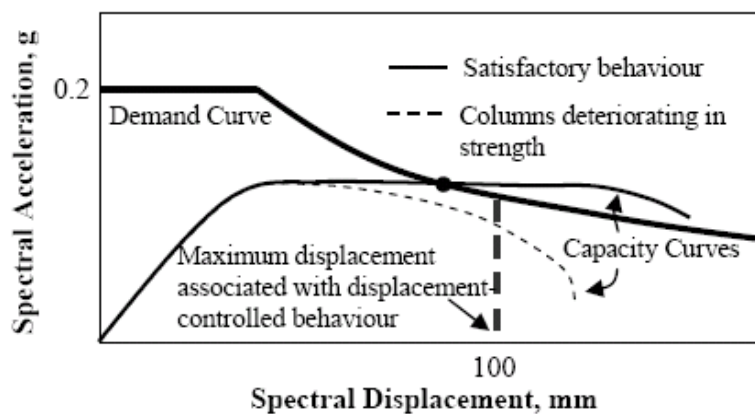 Spectral Acceleration, g
0.2
Demand Curve
Satisfactory behaviour
Columns deteriorating in
strength
Maximum displacement
associated with displacement-
controlled behaviour
Capacity Curves
100
Spectral Displacement, mm